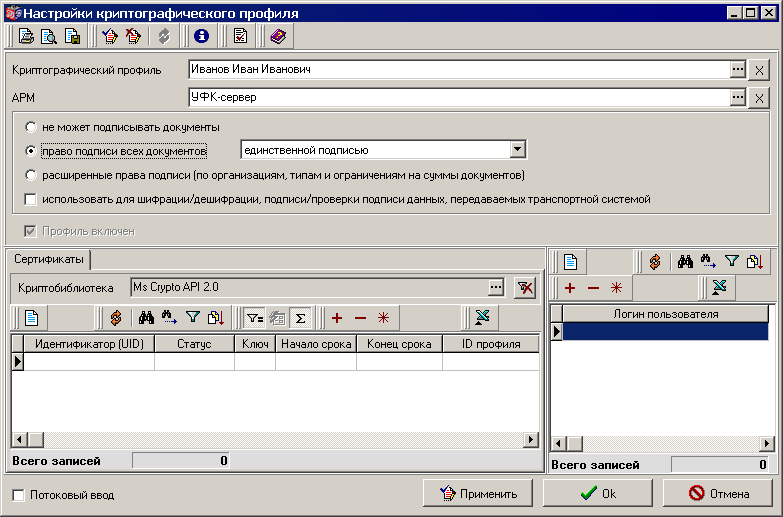 Настройки криптографического профиля
Криптографический профиль Иванов Иван Иванович
АРМ УФК-сервер
не может подписывать документы
право подписи всех документов единственной подписью
расширенные права подписи (по организациям, типам и ограничениям на суммы документов)
использовать для шифрации/дешифрации, подписи/проверки подписи данных, передаваемых транспортной системой
Профиль включен
Сертификаты
Криптобиблиотека Ms Crypto API 2.0
Идентификатор (UID) Статус Ключ Начало срока Конец срока ID профиля
Всего записей 0
Логин пользователя
Всего записей 0
Потоковый ввод Применить Ok Отмена